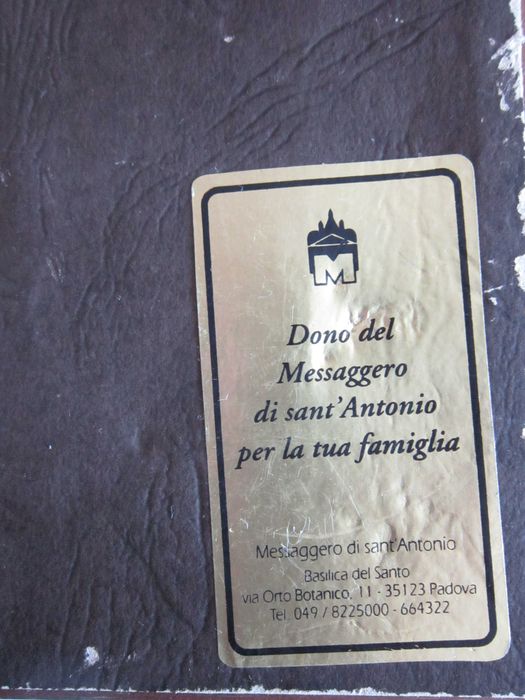 M
Dono del
Messaggero
di sant'Antonio
per la tua famiglia
Messaggero di sant'Antonio
Basilica del Santo
via Orto Botanico, 11 - 35123 Padova
Tel. 049 / 8225000 - 664322